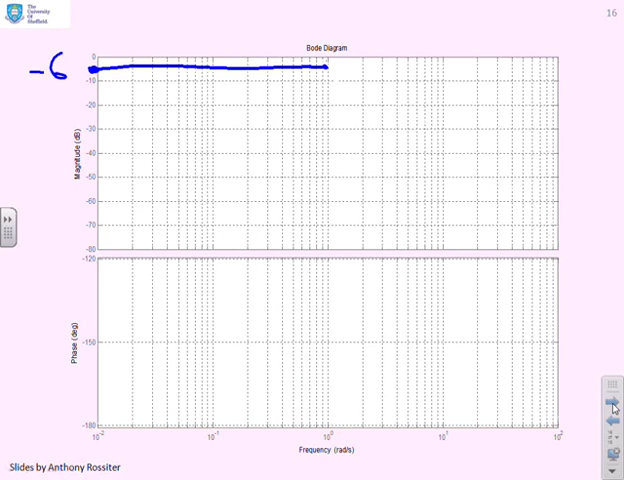 The
University
Of
Sheffield.
16
Bode Diagram
-6
Magnitude (dB)
0
-10
-20
-30
-40
-50
-60
-70
-80
Phase (deg)
-120
-150
-180
10^-2
10^-1
10^0
10^1
10^2
Frequency (rad/s)
Slides by Anthony Rossiter